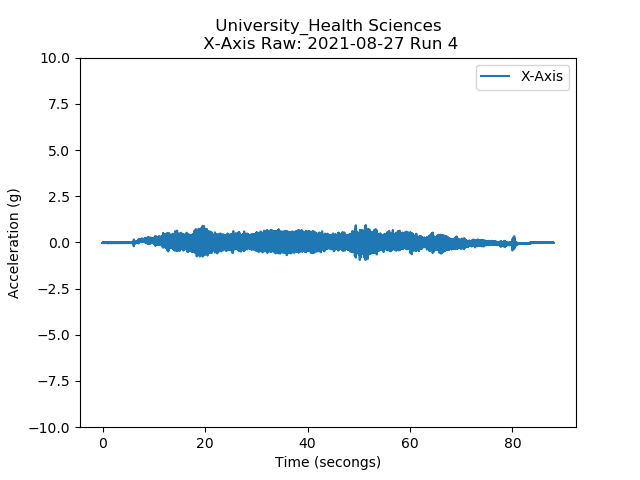 University_Health Sciences
X-Axis Raw: 2021-08-27 Run 4
X-Axis
Acceleration (g)
10.0
7.5
5.0
2.5
0.0
−2.5
−5.0
−7.5
−10.0
0 20 40 60 80
Time (secongs)